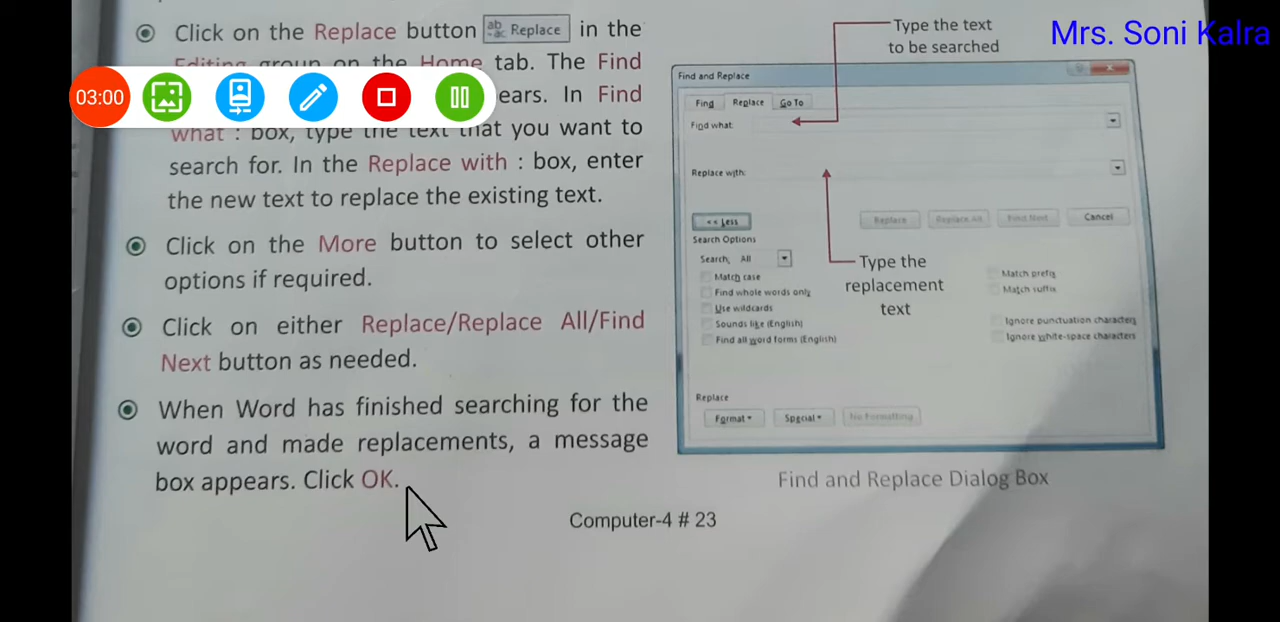 Mrs. Soni Kalra
Click on the Replace button Replace in the
Editing group on the Home tab. The Find
03:00
ears. In Find
what : box, type the text that you want to
search for. In the Replace with : box, enter
the new text to replace the existing text.
Click on the More button to select other
options if required.
Click on either Replace/Replace All/Find
Next button as needed.
When Word has finished searching for the
word and made replacements, a message
box appears. Click OK.
Type the text
to be searched
Find and Replace
Find Replace Go To
Find what:
Replace with:
<< Less Replace Replace All Find Next Cancel
Search Options
Search: All
Match case
Find whole words only
Use wildcards
Sounds like (English)
Find all word forms (English)
Type the
replacement
text
Match prefix
Match suffix
Ignore punctuation characters
Ignore white-space characters
Replace
Format Special No Formatting
Find and Replace Dialog Box
Computer-4 # 23